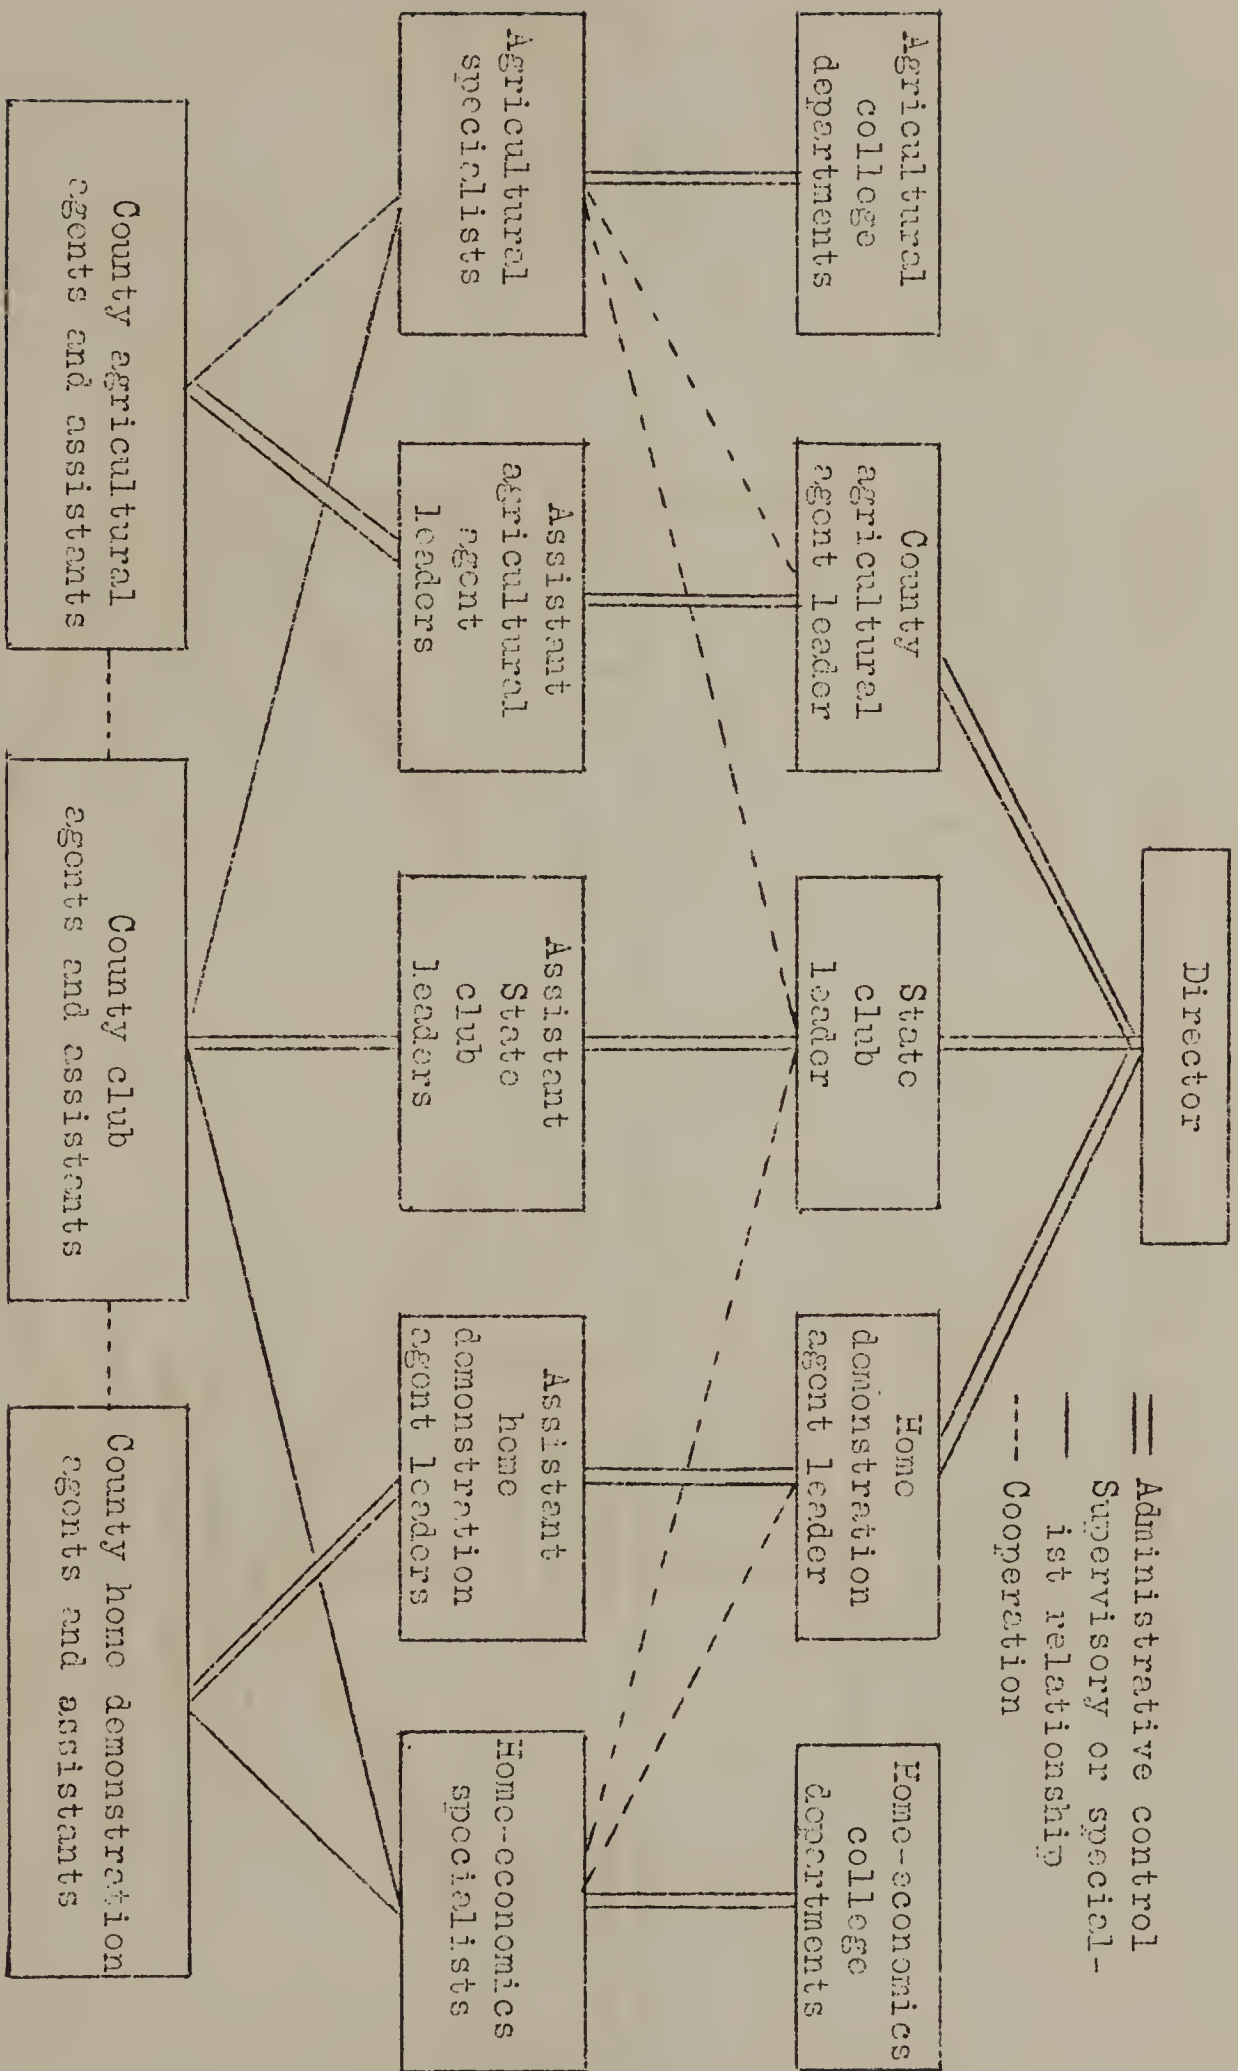 Director
== Administrative control
Supervisory or special-
— ist relationship
---- Cooperation
Agricultural
college
departments
County
agricultural
agent leader
State
club
leader
Home
demonstration
agent leader
Home-economics
college
departments
Agricultural
specialists
Assistant
agricultural
agent
leaders
Assistant
State
club
leaders
Assistant
home
demonstration
agent leaders
Home-economics
specialists
County agricultural
agents and assistants
County club
agents and assistants
County home demonstration
agents and assistants